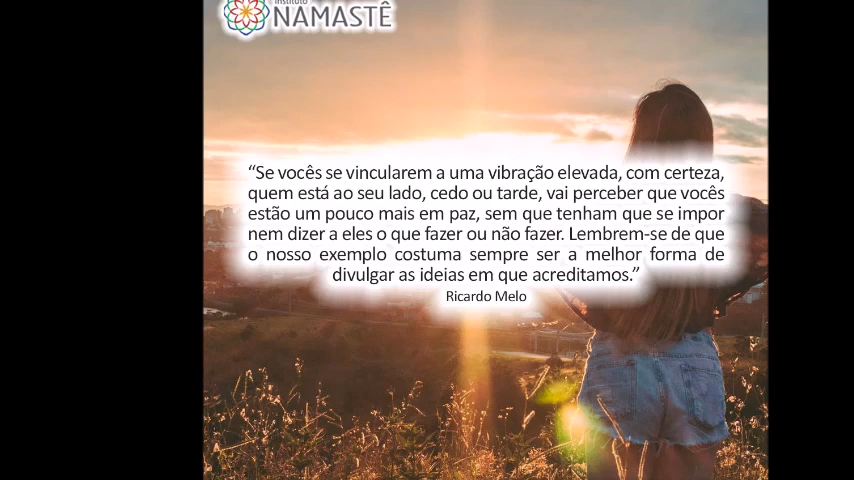 Instituto
NAMASTÊ
“Se vocês se vincularem a uma vibração elevada, com certeza,
quem está ao seu lado, cedo ou tarde, vai perceber que vocês
estão um pouco mais em paz, sem que tenham que se impor
nem dizer a eles o que fazer ou não fazer. Lembrem-se de que
o nosso exemplo costuma sempre ser a melhor forma de
divulgar as ideias em que acreditamos.”
Ricardo Melo